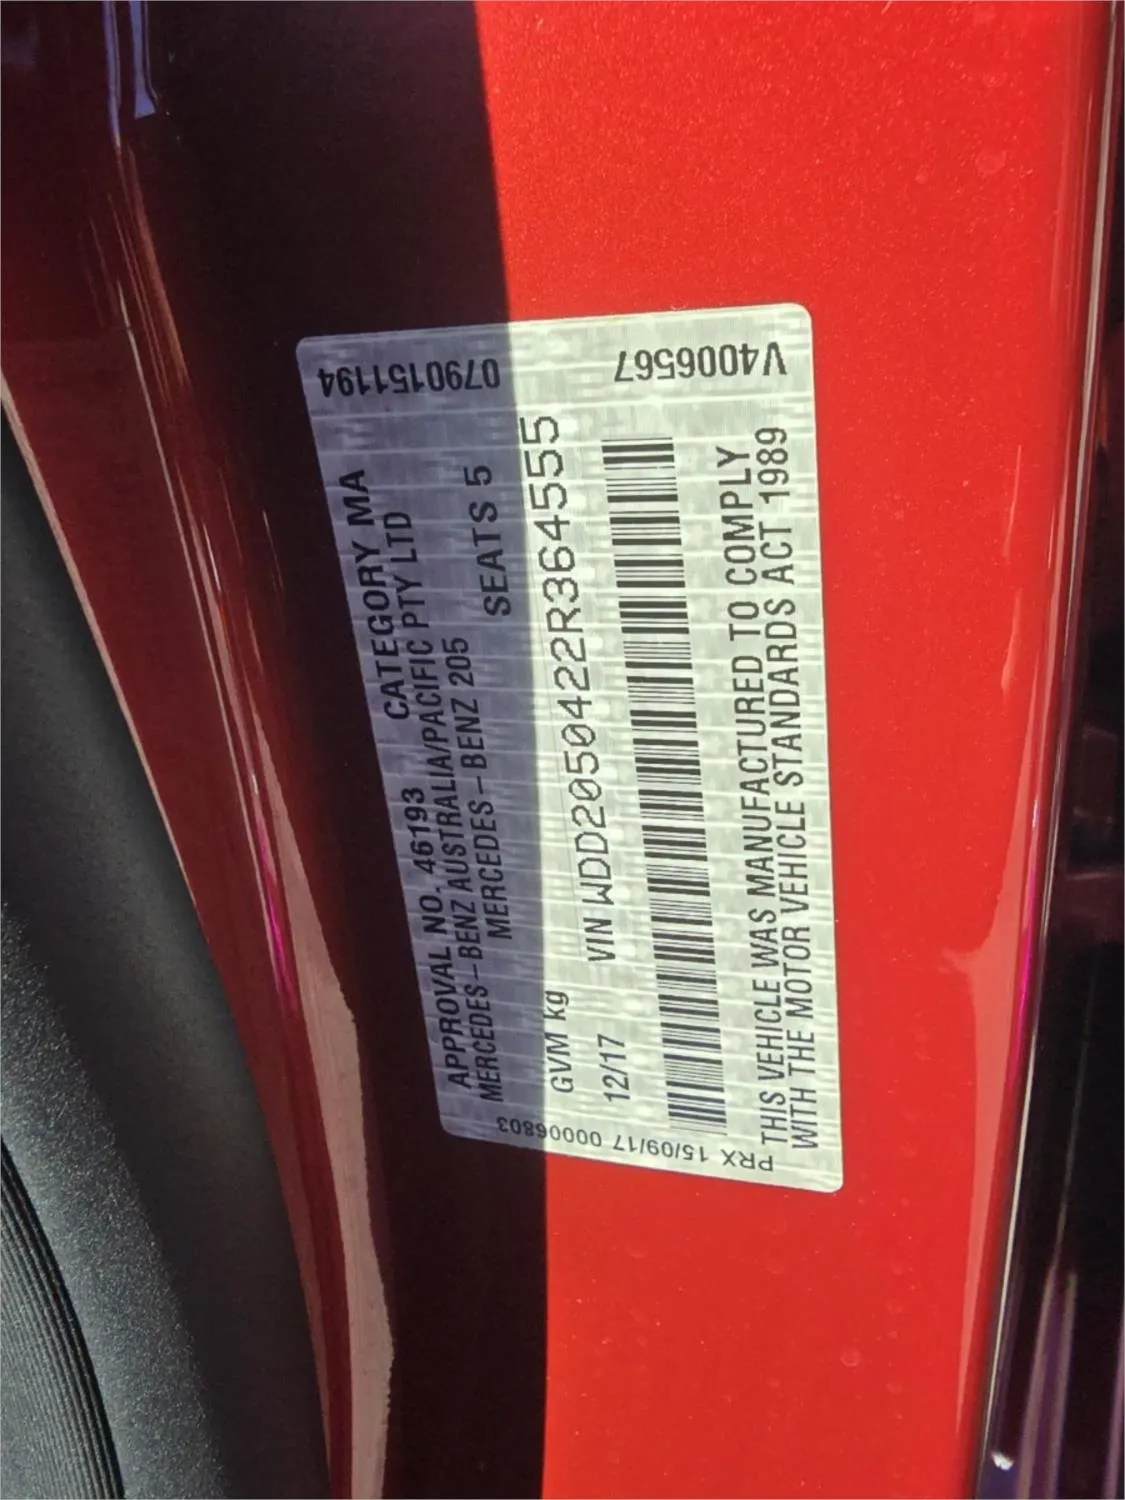 0790151194
V4006567
APPROVAL NO. 46193 CATEGORY MA
MERCEDES-BENZ AUSTRALIA/PACIFIC PTY LTD
MERCEDES-BENZ 205
SEATS 5
GVM kg
VIN WDD2050422R364555
12/17
THIS VEHICLE WAS MANUFACTURED TO COMPLY
WITH THE MOTOR VEHICLE STANDARDS ACT 1989
PRX 15/09/17 00006803